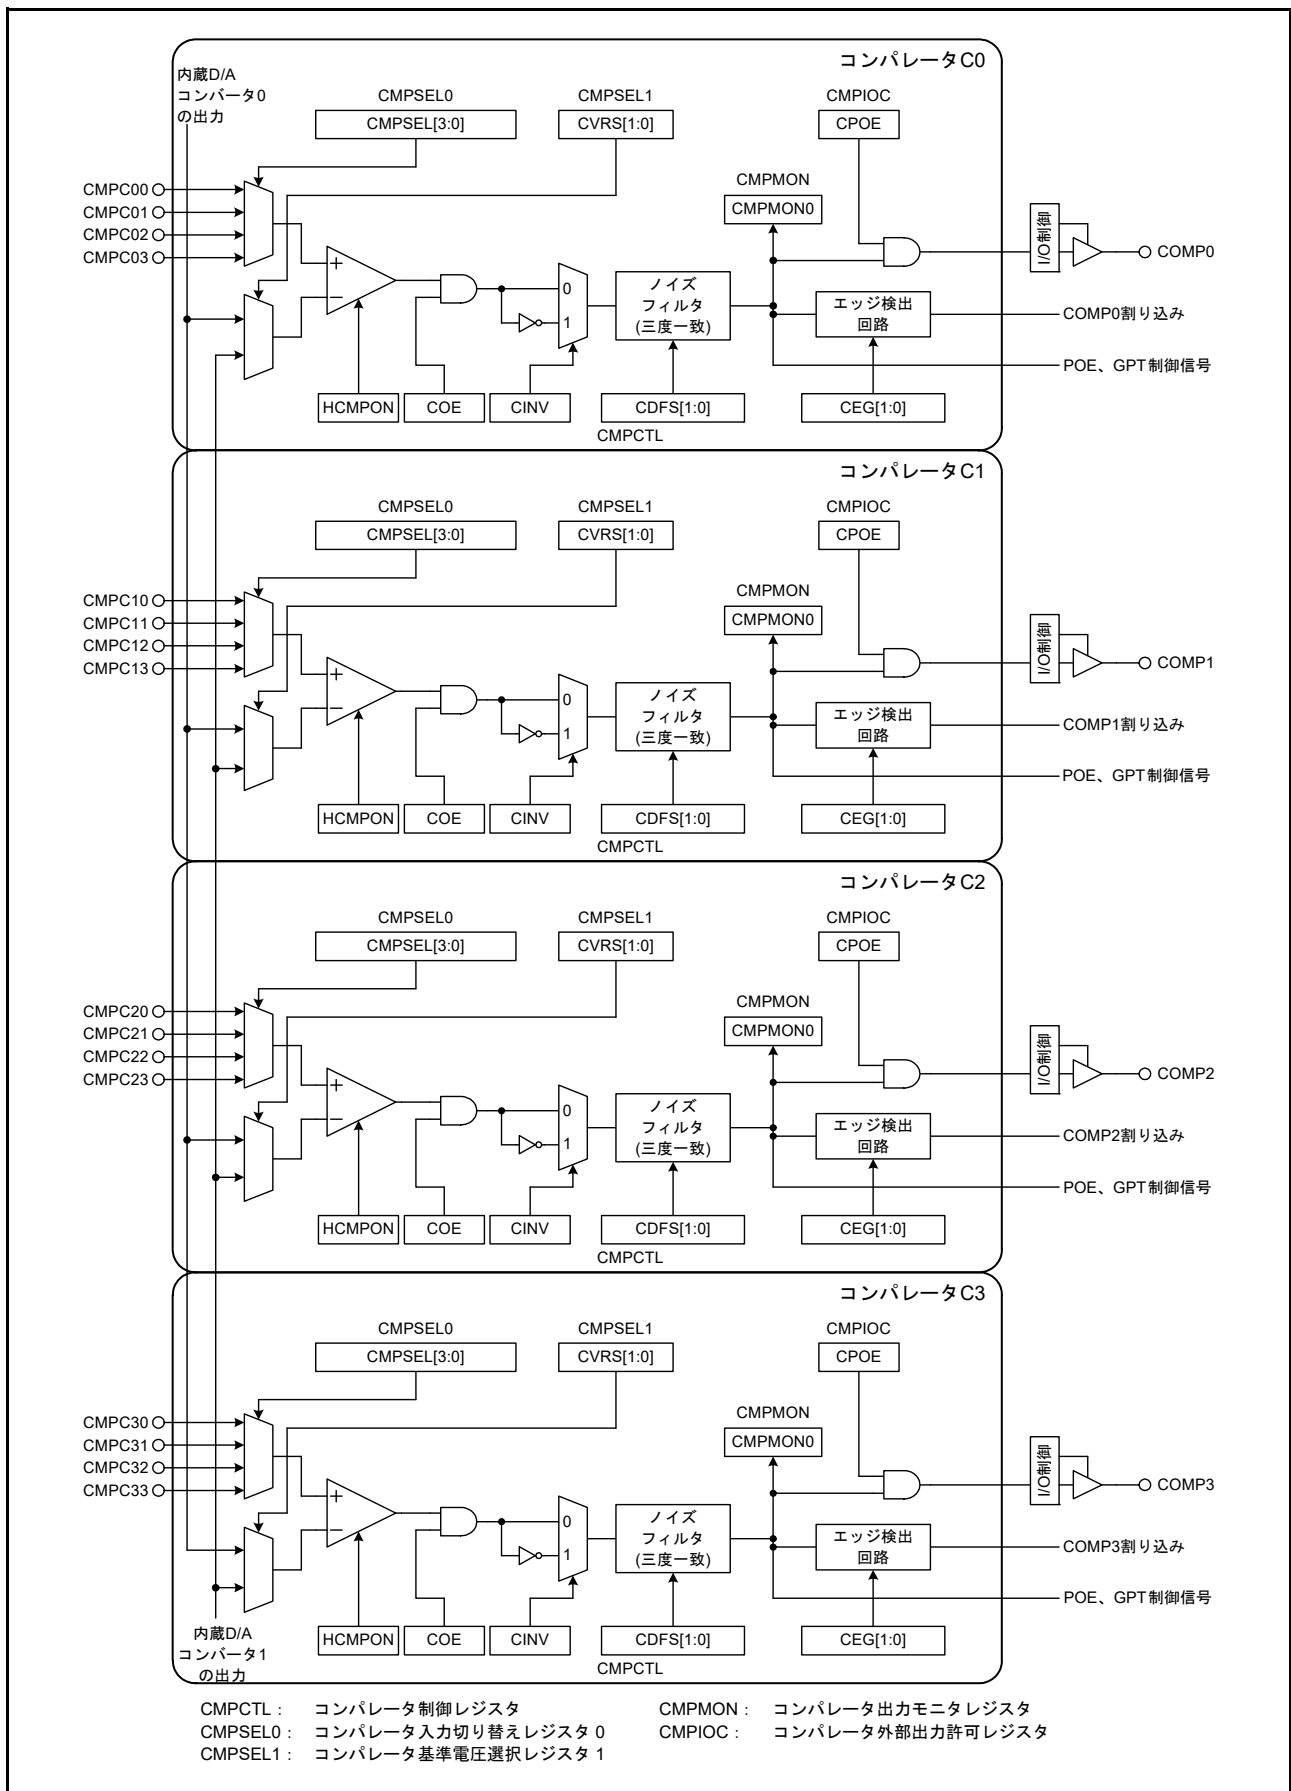 コンパレータC0
内蔵D/A
コンバータ0
の出力
CMPSEL0
CMPSEL[3:0]
CMPSEL1
CVRS[1:0]
CMPIOC
CPOE
CMPC00
CMPC01
CMPC02
CMPC03
CMPMON
CMPMON0
I/O制御
COMP0
+
−
0
1
ノイズ
フィルタ
(三度一致)
エッジ検出
回路
COMP0割り込み
POE、GPT制御信号
HCMPON
COE
CINV
CDFS[1:0]
CEG[1:0]
CMPCTL
コンパレータC1
CMPSEL0
CMPSEL[3:0]
CMPSEL1
CVRS[1:0]
CMPIOC
CPOE
CMPC10
CMPC11
CMPC12
CMPC13
CMPMON
CMPMON0
I/O制御
COMP1
+
−
0
1
ノイズ
フィルタ
(三度一致)
エッジ検出
回路
COMP1割り込み
POE、GPT制御信号
HCMPON
COE
CINV
CDFS[1:0]
CEG[1:0]
CMPCTL
コンパレータC2
CMPSEL0
CMPSEL[3:0]
CMPSEL1
CVRS[1:0]
CMPIOC
CPOE
CMPC20
CMPC21
CMPC22
CMPC23
CMPMON
CMPMON0
I/O制御
COMP2
+
−
0
1
ノイズ
フィルタ
(三度一致)
エッジ検出
回路
COMP2割り込み
POE、GPT制御信号
HCMPON
COE
CINV
CDFS[1:0]
CEG[1:0]
CMPCTL
コンパレータC3
CMPSEL0
CMPSEL[3:0]
CMPSEL1
CVRS[1:0]
CMPIOC
CPOE
CMPC30
CMPC31
CMPC32
CMPC33
CMPMON
CMPMON0
I/O制御
COMP3
+
−
0
1
ノイズ
フィルタ
(三度一致)
エッジ検出
回路
COMP3割り込み
POE、GPT制御信号
内蔵D/A
コンバータ1
の出力
HCMPON
COE
CINV
CDFS[1:0]
CEG[1:0]
CMPCTL
CMPCTL： コンパレータ制御レジスタ
CMPSEL0： コンパレータ入力切り替えレジスタ 0
CMPSEL1： コンパレータ基準電圧選択レジスタ 1
CMPMON： コンパレータ出力モニタレジスタ
CMPIOC： コンパレータ外部出力許可レジスタ